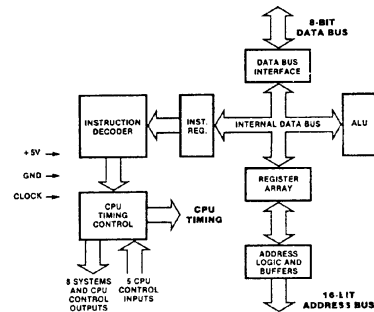 8-BIT
DATA BUS
DATA BUS
INTERFACE
INSTRUCTION
DECODER
INST.
REG.
INTERNAL DATA BUS
ALU
+5V
GND
CLOCK
REGISTER
ARRAY
CPU
TIMING
CONTROL
CPU
TIMING
ADDRESS
LOGIC AND
BUFFERS
8 SYSTEMS
AND CPU
CONTROL
OUTPUTS
5 CPU
CONTROL
INPUTS
16-LIT
ADDRESS BUS